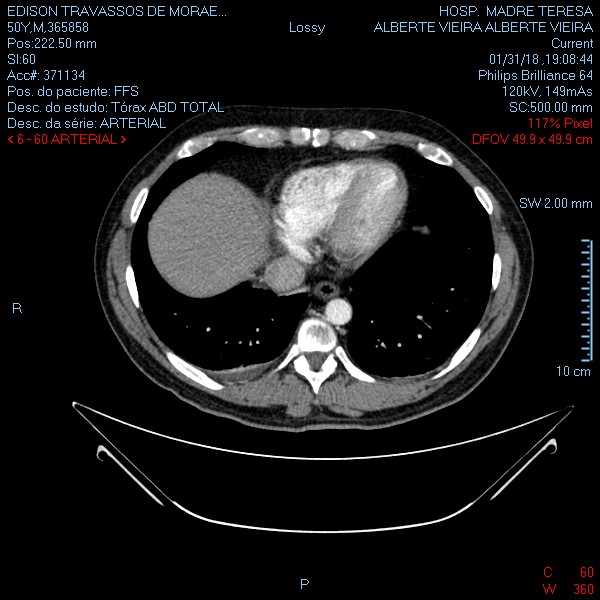 EDISON TRAVASSOS DE MORAE...
50Y,M,365858
Pos:222.50 mm
SI:60
Acc#: 371134
Pos. do paciente: FFS
Desc. do estudo: Tórax ABD TOTAL
Desc. da série: ARTERIAL
< 6 - 60 ARTERIAL >
Lossy
HOSP. MADRE TERESA
ALBERTE VIEIRA ALBERTE VIEIRA
Current
01/31/18 ,19:08:44
Philips Brilliance 64
120kV, 149mAs
SC:500.00 mm
117% Pixel
DFOV 49.9 x 49.9 cm
SW 2.00 mm
R
10 cm
P
C 60
W 360